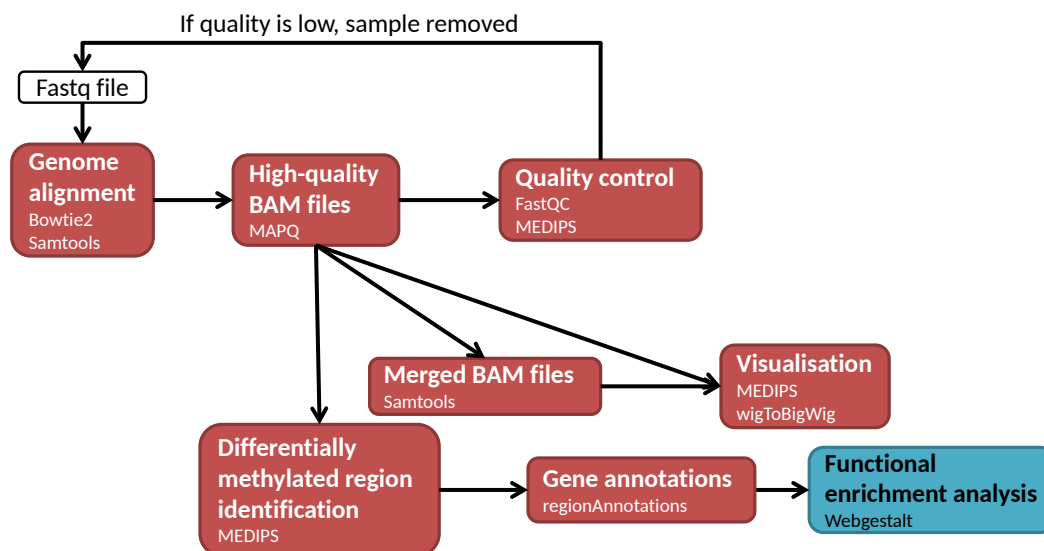 If quality is low, sample removed
Fastq file
Genome
alignment
Bowtie2
Samtools
High-quality
BAM files
MAPQ
Quality control
FastQC
MEDIPS
Merged BAM files
Samtools
Visualisation
MEDIPS
wigToBigWig
Differentially
methylated region
identification
MEDIPS
Gene annotations
regionAnnotations
Functional
enrichment analysis
Webgestalt